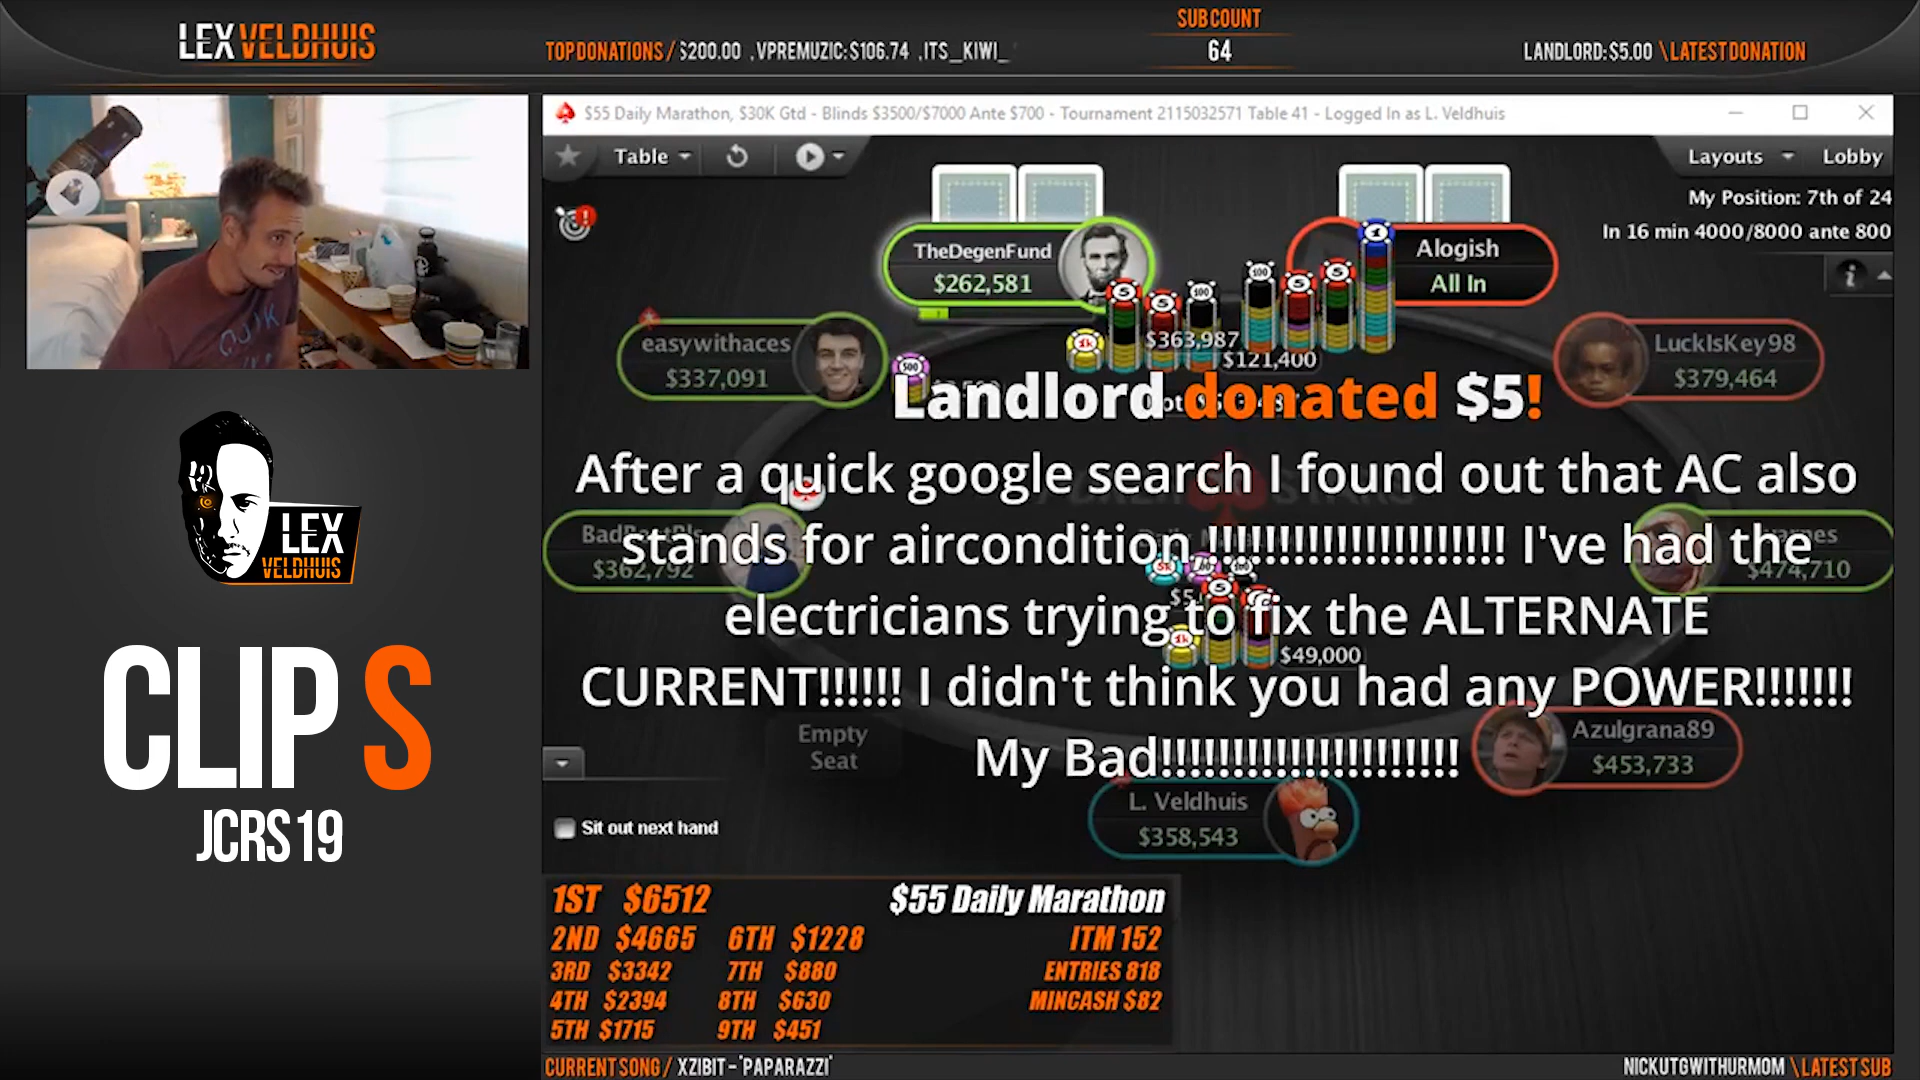 LEX VELDHUIS
TOP DONATIONS / $200.00 , VPREMUZIC: $106.74 , ITS_KIWI_
SUB COUNT
64
LANDLORD: $5.00 \ LATEST DONATION
$55 Daily Marathon, $30K Gtd - Blinds $3500/$7000 Ante $700 - Tournament 2115032571 Table 41 - Logged In as L. Veldhuis
Table
Layouts
Lobby
My Position: 7th of 24
In 16 min 4000/8000 ante 800
TheDegenFund
$262,581
Alogish
All In
easywithaces
$337,091
LuckIsKey98
$379,464
$363,987
$121,400
Landlord donated $5!
After a quick google search I found out that AC also
stands for aircondition. !!!!!!!!!!!!!!!!!!!!! I've had the
electricians trying to fix the ALTERNATE
CURRENT!!!!!! I didn't think you had any POWER!!!!!!!
My Bad!!!!!!!!!!!!!!!!!!!!!
$362,792
$474,710
$49,000
Empty
Seat
Azulgrana89
$453,733
L. Veldhuis
$358,543
Sit out next hand
LEX
VELDHUIS
CLIPS
JCRS19
1ST $6512
$55 Daily Marathon
2ND $4665 6TH $1228
ITM 152
3RD $3342 7TH $880
ENTRIES 818
4TH $2394 8TH $630
MINCASH $82
5TH $1715 9TH $451
CURRENT SONG / XZIBIT - 'PAPARAZZI'
NICKUTGWITHURMOM \ LATEST SUB